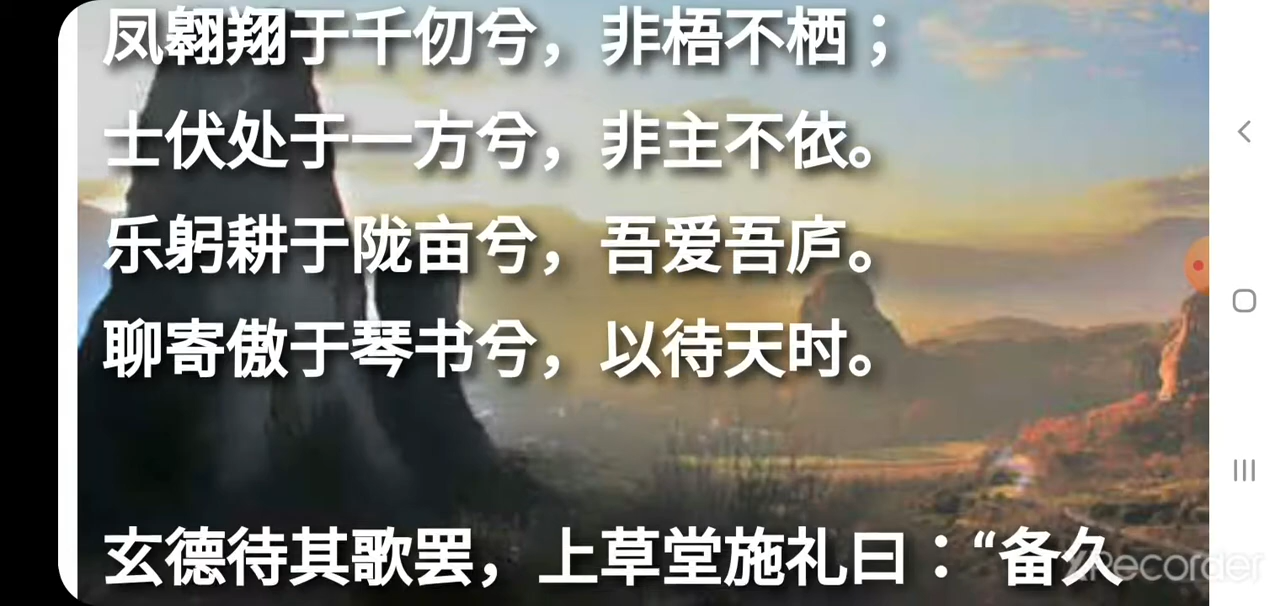 凤翱翔于千仞兮，非梧不栖；
士伏处于一方兮，非主不依。
乐躬耕于陇亩兮，吾爱吾庐。
聊寄傲于琴书兮，以待天时。
玄德待其歌罢，上草堂施礼曰：“备久
XRecorder